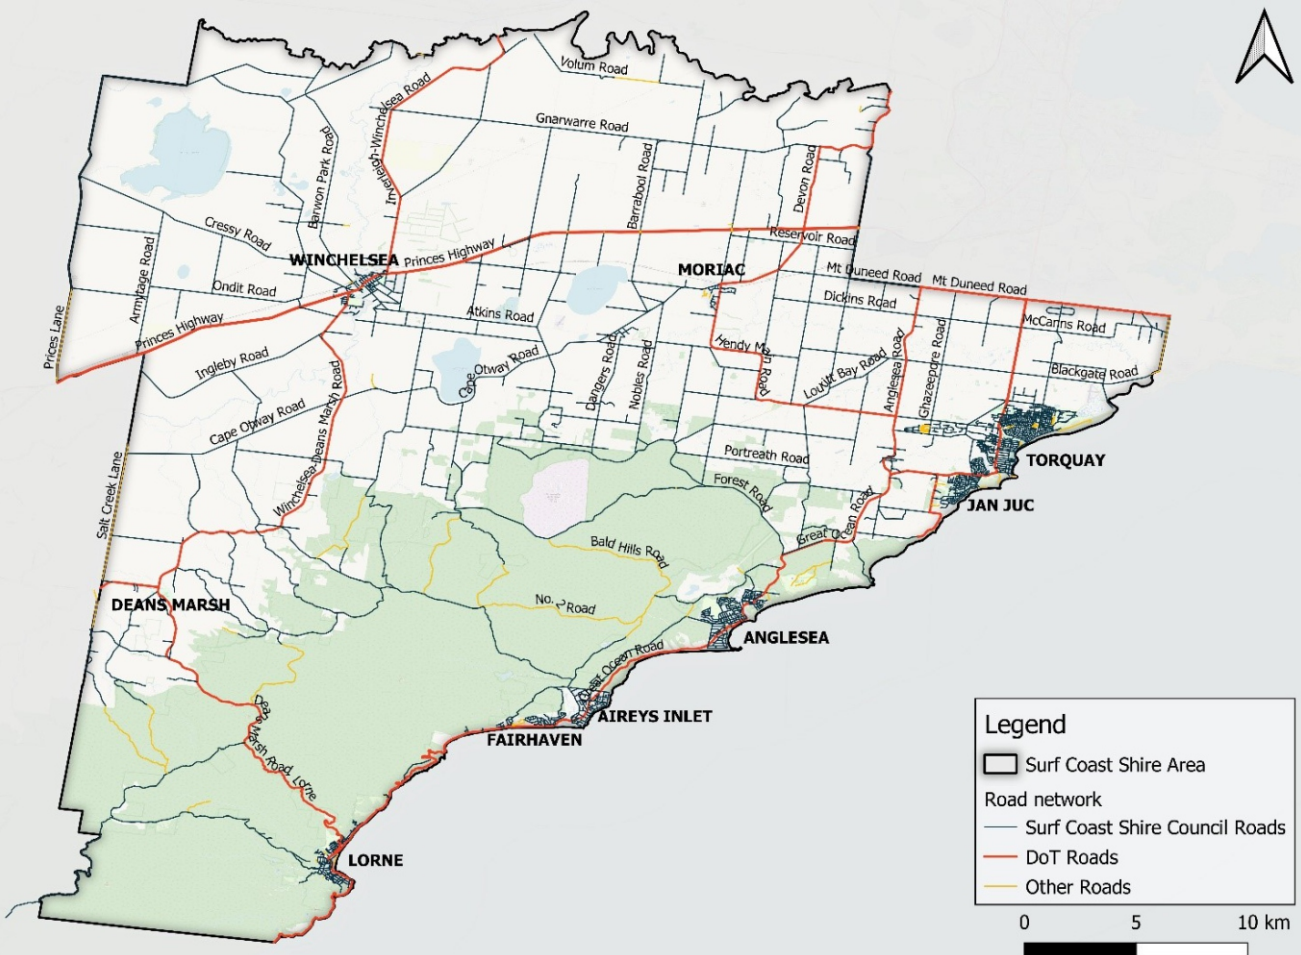 Volum Road
Inverleigh-Winchelsea Road
Gnarwarre Road
Barwon Park Road
Barrabool Road
Devon Road
Cressy Road
Reservoir Road
Princes Highway
WINCHELSEA
MORIAC
Armytage Road
Mt Duneed Road
Mt Duneed Road
Ondit Road
Dickins Road
Atkins Road
McCanns Road
Prices Lane
Princes Highway
Hendy Main Road
Ingleby Road
Cape Otway Road
Dangers Road
Nobles Road
Louttit Bay Road
Anglesea Road
Ghazeepore Road
Blackgate Road
Cape Otway Road
Winchelsea-Deans Marsh Road
Portreath Road
TORQUAY
Salt Creek Lane
Forest Road
JAN JUC
Great Ocean Road
Bald Hills Road
DEANS MARSH
No. 2 Road
ANGLESEA
Great Ocean Road
AIREYS INLET
FAIRHAVEN
Deans Marsh Road, Lorne
LORNE
Legend
Surf Coast Shire Area
Road network
Surf Coast Shire Council Roads
DoT Roads
Other Roads
0 5 10 km